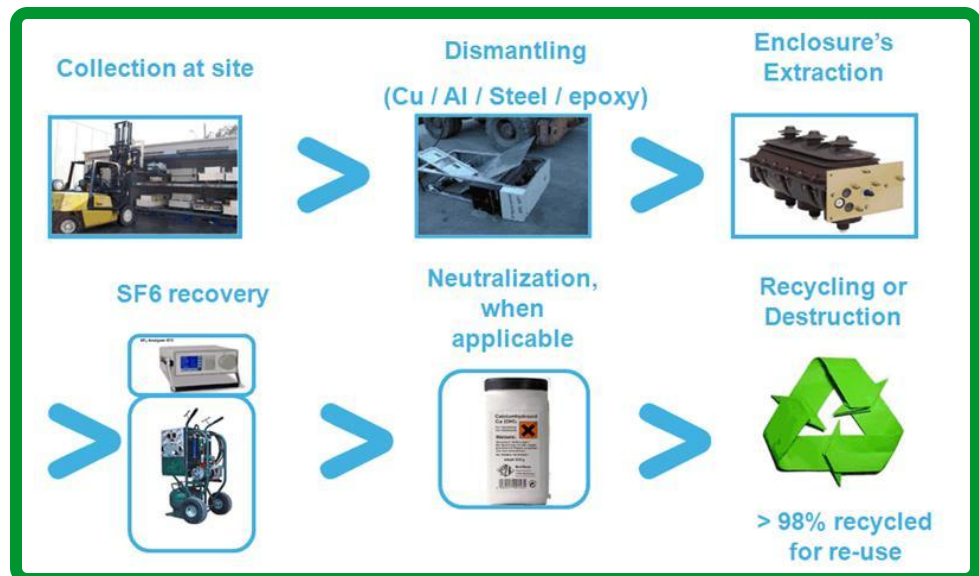 Collection at site
Dismantling
(Cu / Al / Steel / epoxy)
Enclosure's
Extraction
SF6 recovery
Neutralization,
when
applicable
Calciumhydroxid
Recycling or
Destruction
> 98% recycled
for re-use